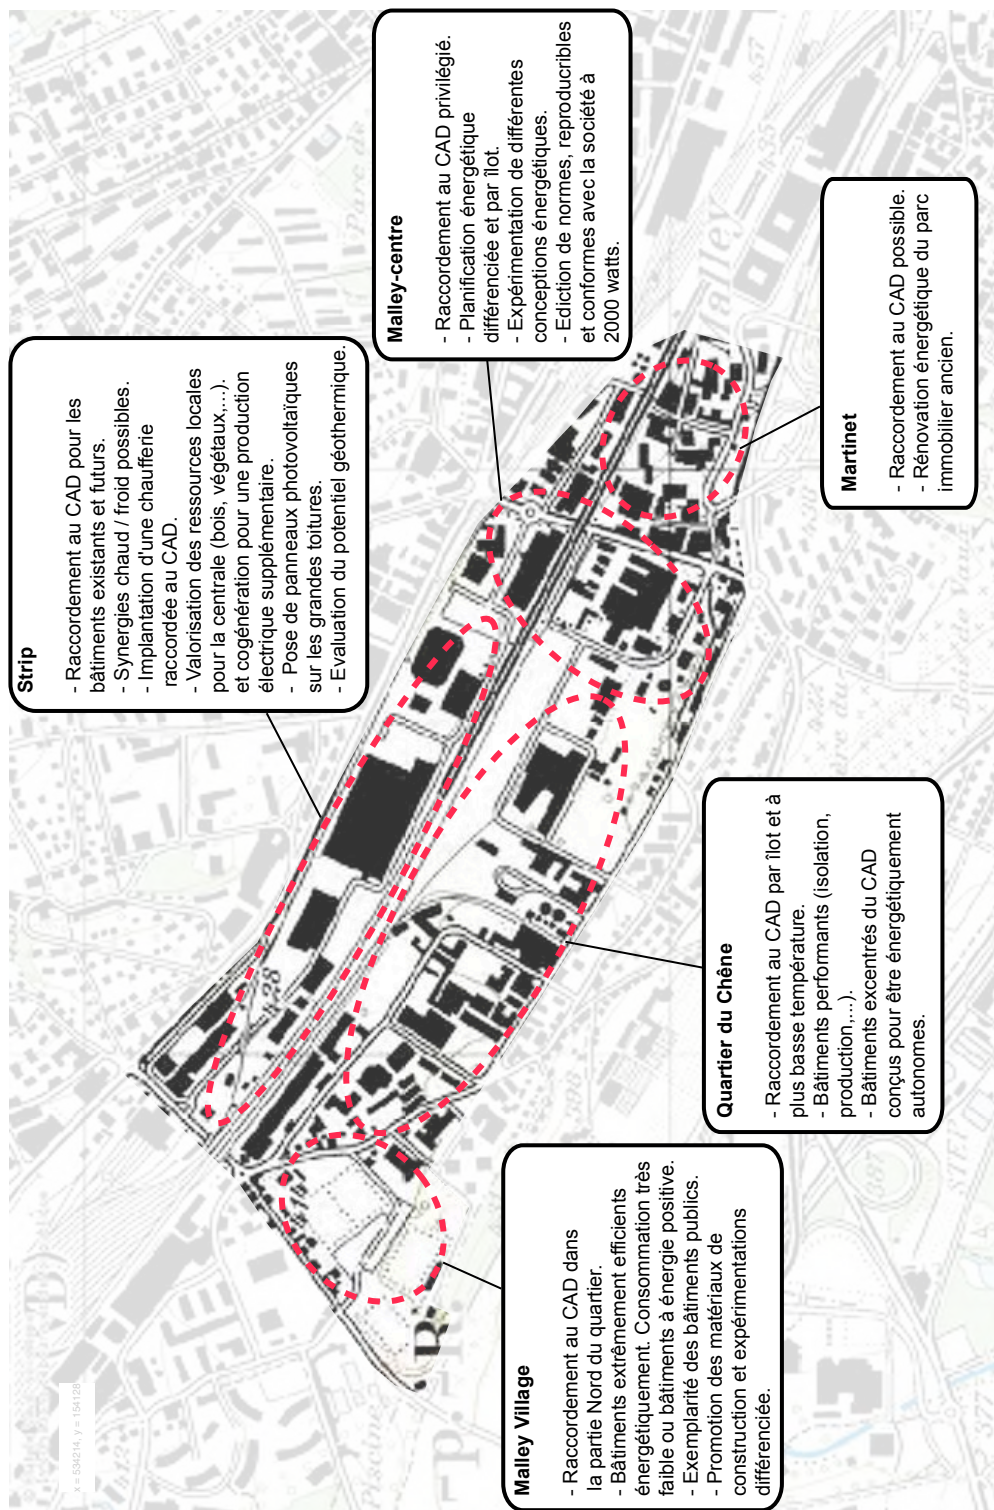 Strip
- Raccordement au CAD pour les
bâtiments existants et futurs.
- Synergies chaud / froid possibles.
- Implantation d'une chaufferie
raccordée au CAD.
- Valorisation des ressources locales
pour la centrale (bois, végétaux,...).
et cogénération pour une production
électrique supplémentaire.
- Pose de panneaux photovoltaïques
sur les grandes toitures.
- Evaluation du potentiel géothermique.
Malley-centre
- Raccordement au CAD privilégié.
- Planification énergétique
différenciée et par îlot.
- Expérimentation de différentes
conceptions énergétiques.
- Ediction de normes, reproducribles
et conformes avec la société à
2000 watts.
Malley Village
- Raccordement au CAD dans
la partie Nord du quartier.
- Bâtiments extrêmement efficients
énergétiquement. Consommation très
faible ou bâtiments à énergie positive.
- Exemplarité des bâtiments publics.
- Promotion des matériaux de
construction et expérimentations
différenciée.
Quartier du Chêne
- Raccordement au CAD par îlot et à
plus basse température.
- Bâtiments performants (isolation,
production,...).
- Bâtiments excentrés du CAD
conçus pour être énergétiquement
autonomes.
Martinet
- Raccordement au CAD possible.
- Rénovation énergétique du parc
immobilier ancien.
Malley
x = 534214, y = 154128